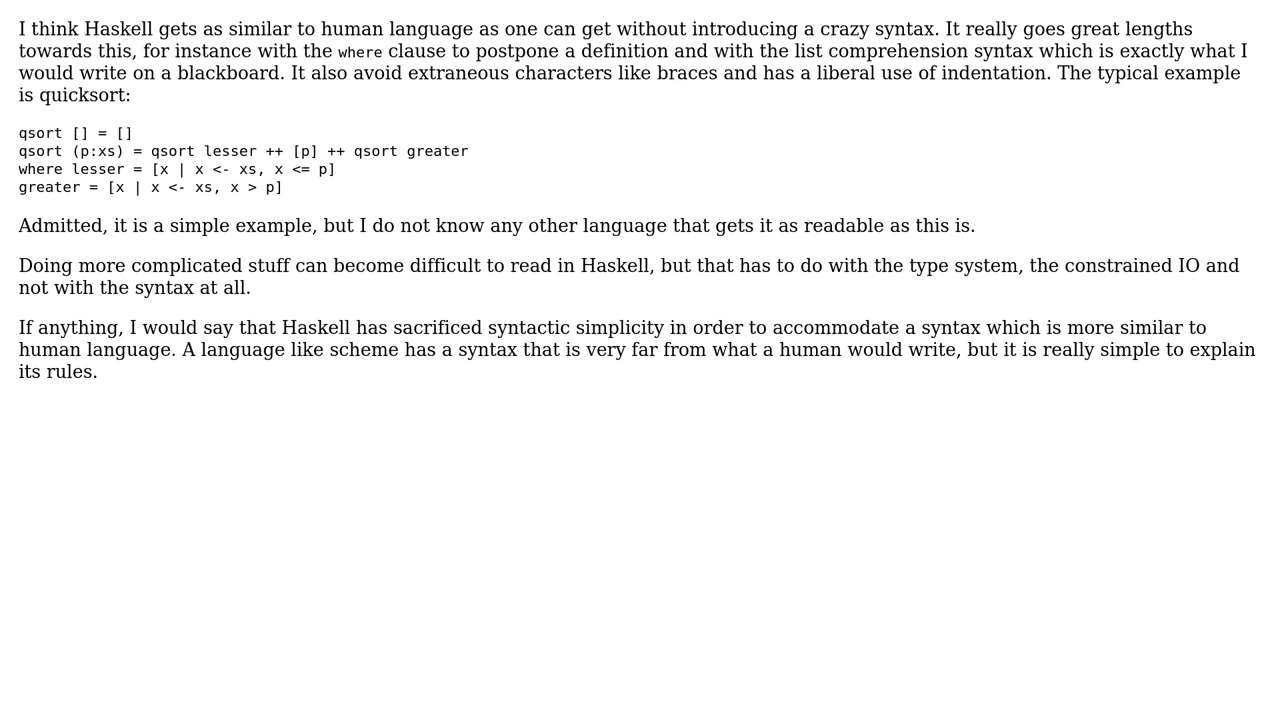 I think Haskell gets as similar to human language as one can get without introducing a crazy syntax. It really goes great lengths
towards this, for instance with the where clause to postpone a definition and with the list comprehension syntax which is exactly what I
would write on a blackboard. It also avoid extraneous characters like braces and has a liberal use of indentation. The typical example
is quicksort:
qsort [] = []
qsort (p:xs) = qsort lesser ++ [p] ++ qsort greater
where lesser = [x | x <- xs, x <= p]
greater = [x | x <- xs, x > p]
Admitted, it is a simple example, but I do not know any other language that gets it as readable as this is.
Doing more complicated stuff can become difficult to read in Haskell, but that has to do with the type system, the constrained IO and
not with the syntax at all.
If anything, I would say that Haskell has sacrificed syntactic simplicity in order to accommodate a syntax which is more similar to
human language. A language like scheme has a syntax that is very far from what a human would write, but it is really simple to explain
its rules.